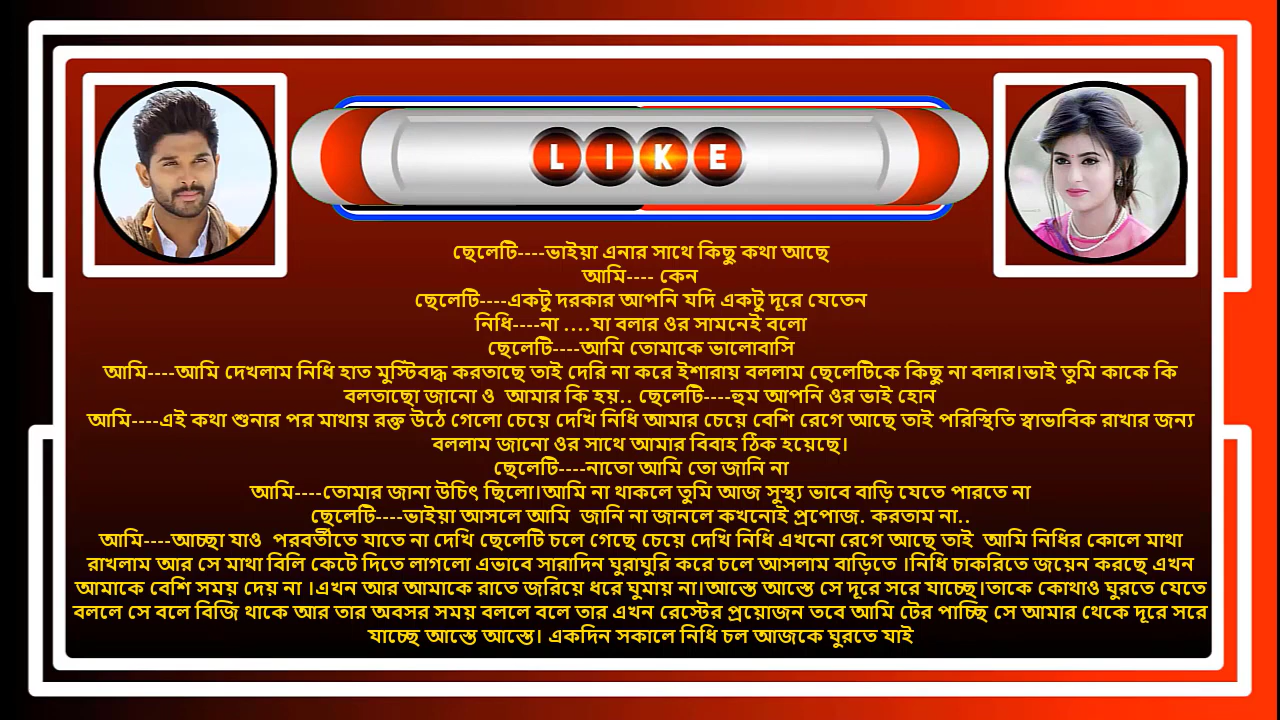 LIKE
ছেলেটি----ভাইয়া এনার সাথে কিছু কথা আছে
আমি---- কেন
ছেলেটি----একটু দরকার আপনি যদি একটু দূরে যেতেন
নিধি----না ....যা বলার ওর সামনেই বলো
ছেলেটি----আমি তোমাকে ভালোবাসি
আমি----আমি দেখলাম নিধি হাত মুস্টিবদ্ধ করতাছে তাই দেরি না করে ইশারায় বললাম ছেলেটিকে কিছু না বলার।ভাই তুমি কাকে কি
বলতাছো জানো ও  আমার কি হয়.. ছেলেটি----হুম আপনি ওর ভাই হোন
আমি----এই কথা শুনার পর মাথায় রক্ত উঠে গেলো চেয়ে দেখি নিধি আমার চেয়ে বেশি রেগে আছে তাই পরিস্থিতি স্বাভাবিক রাখার জন্য
বললাম জানো ওর সাথে আমার বিবাহ ঠিক হয়েছে।
ছেলেটি----নাতো আমি তো জানি না
আমি----তোমার জানা উচিৎ ছিলো।আমি না থাকলে তুমি আজ সুস্থ্য ভাবে বাড়ি যেতে পারতে না
ছেলেটি----ভাইয়া আসলে আমি  জানি না জানলে কখনোই প্রপোজ. করতাম না..
আমি----আচ্ছা যাও  পরবর্তীতে যাতে না দেখি ছেলেটি চলে গেছে চেয়ে দেখি নিধি এখনো রেগে আছে তাই  আমি নিধির কোলে মাথা
রাখলাম আর সে মাথা বিলি কেটে দিতে লাগলো এভাবে সারাদিন ঘুরাঘুরি করে চলে আসলাম বাড়িতে ।নিধি চাকরিতে জয়েন করছে এখন
আমাকে বেশি সময় দেয় না ।এখন আর আমাকে রাতে জরিয়ে ধরে ঘুমায় না।আস্তে আস্তে সে দূরে সরে যাচ্ছে।তাকে কোথাও ঘুরতে যেতে
বললে সে বলে বিজি থাকে আর তার অবসর সময় বললে বলে তার এখন রেস্টের প্রয়োজন তবে আমি টের পাচ্ছি সে আমার থেকে দূরে সরে
যাচ্ছে আস্তে আস্তে। একদিন সকালে নিধি চল আজকে ঘুরতে যাই